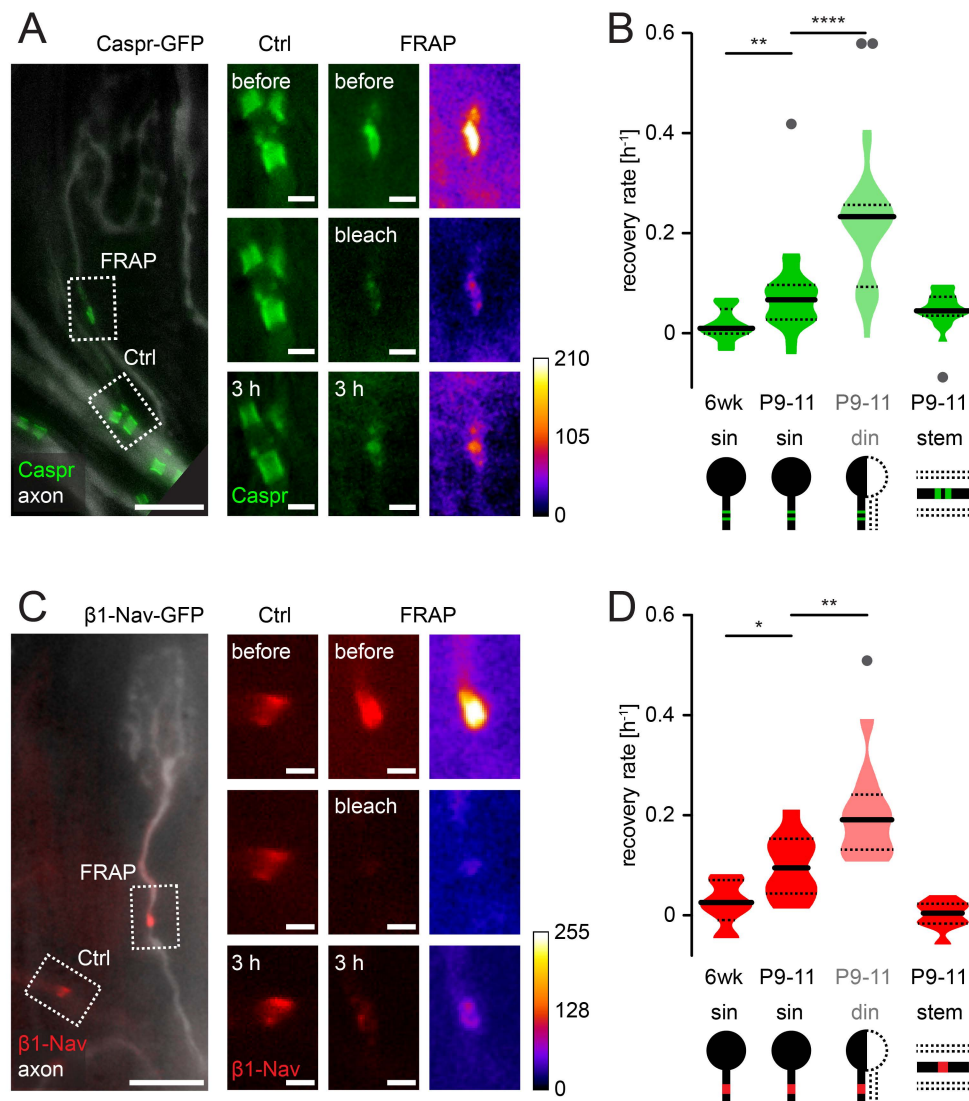 A
Caspr-GFP
Ctrl
FRAP
before
before
FRAP
bleach
Ctrl
210
3 h
3 h
105
Caspr
axon
Caspr
0
B
**
****
0.6
0.4
0.2
0
recovery rate [h⁻¹]
6wk P9-11 P9-11 P9-11
sin sin din stem
C
β1-Nav-GFP
Ctrl
FRAP
before
before
bleach
FRAP
Ctrl
255
3 h
3 h
128
β1-Nav
axon
β1-Nav
0
D
*
**
0.6
0.4
0.2
0
recovery rate [h⁻¹]
6wk P9-11 P9-11 P9-11
sin sin din stem